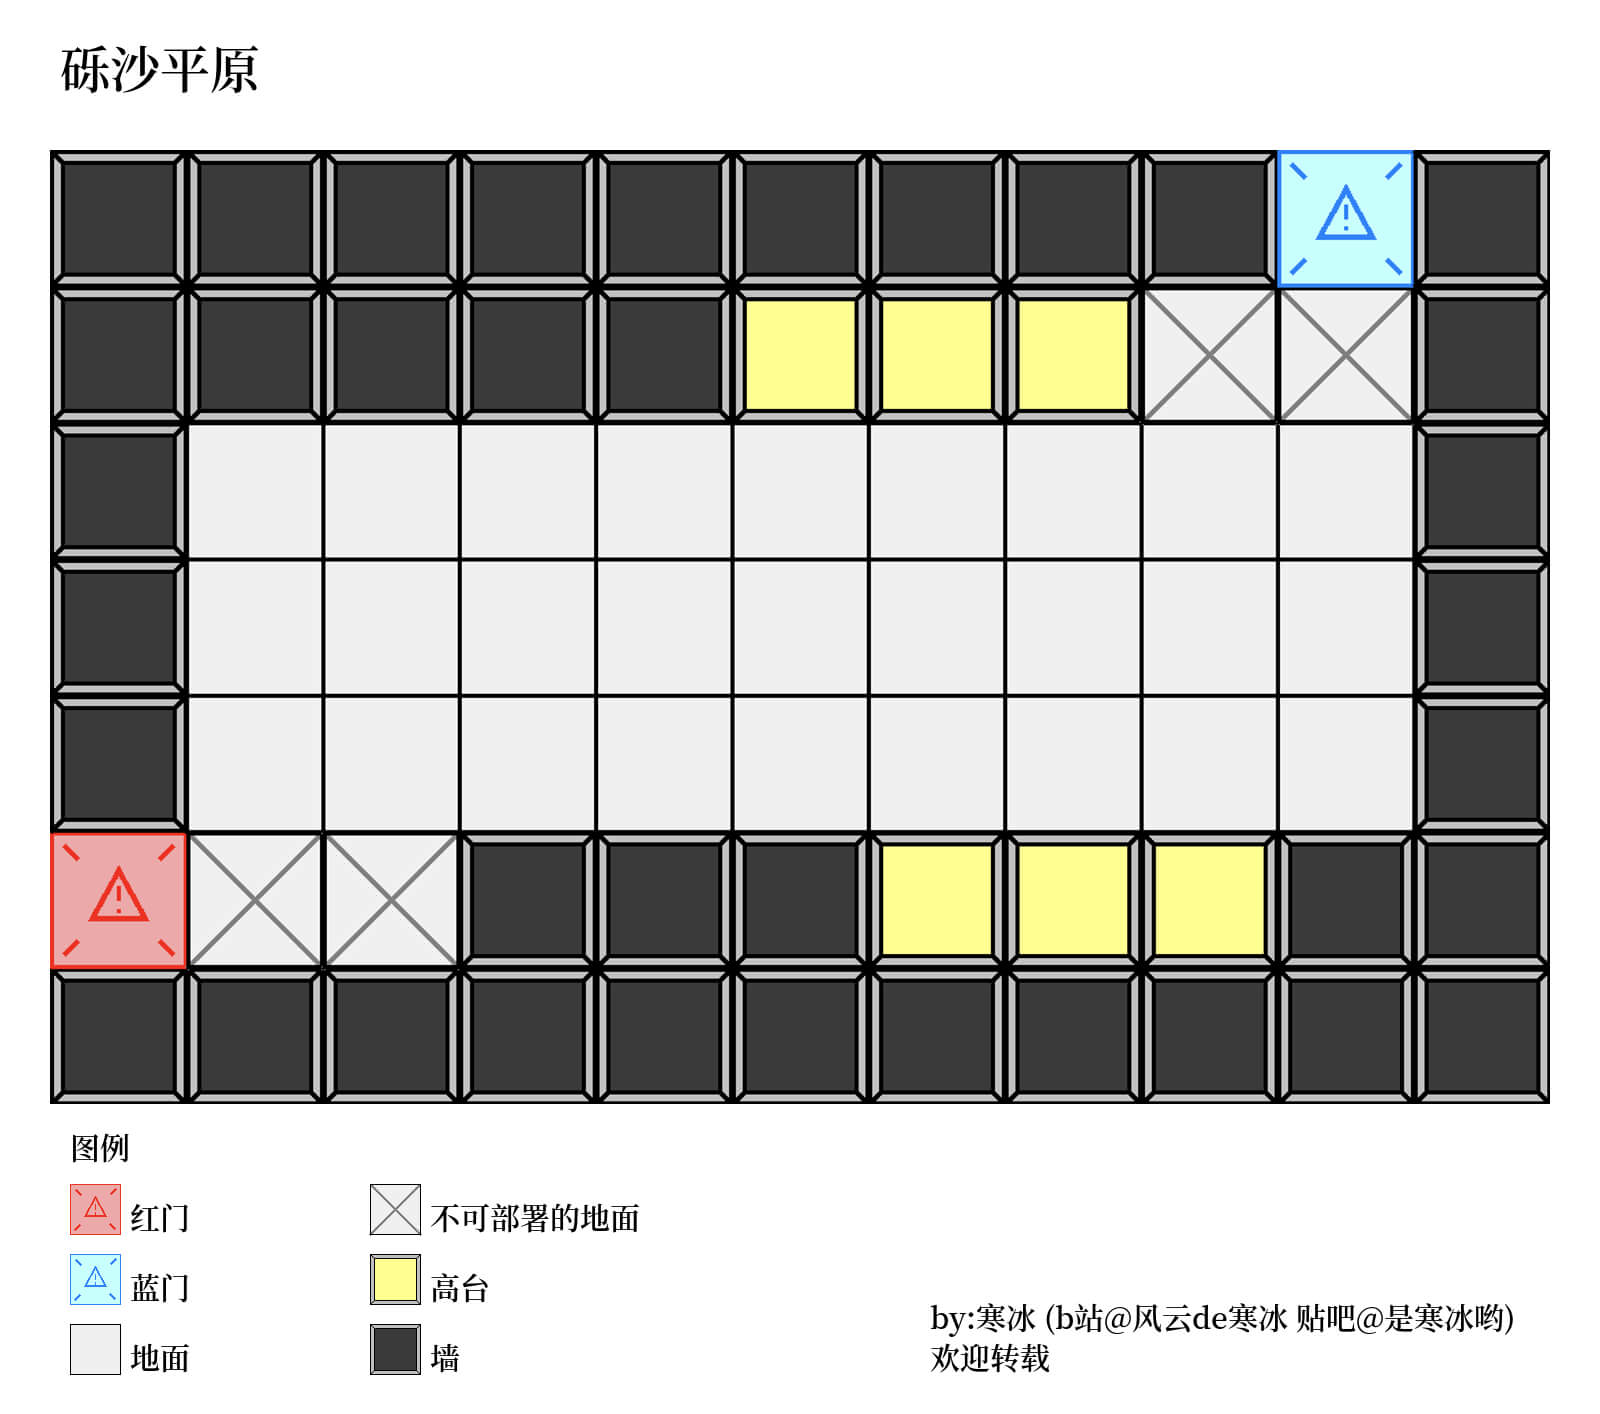 砾沙平原
图例
红门
不可部署的地面
蓝门
高台
地面
墙
by:寒冰 (b站@风云de寒冰 贴吧@是寒冰哟)
欢迎转载